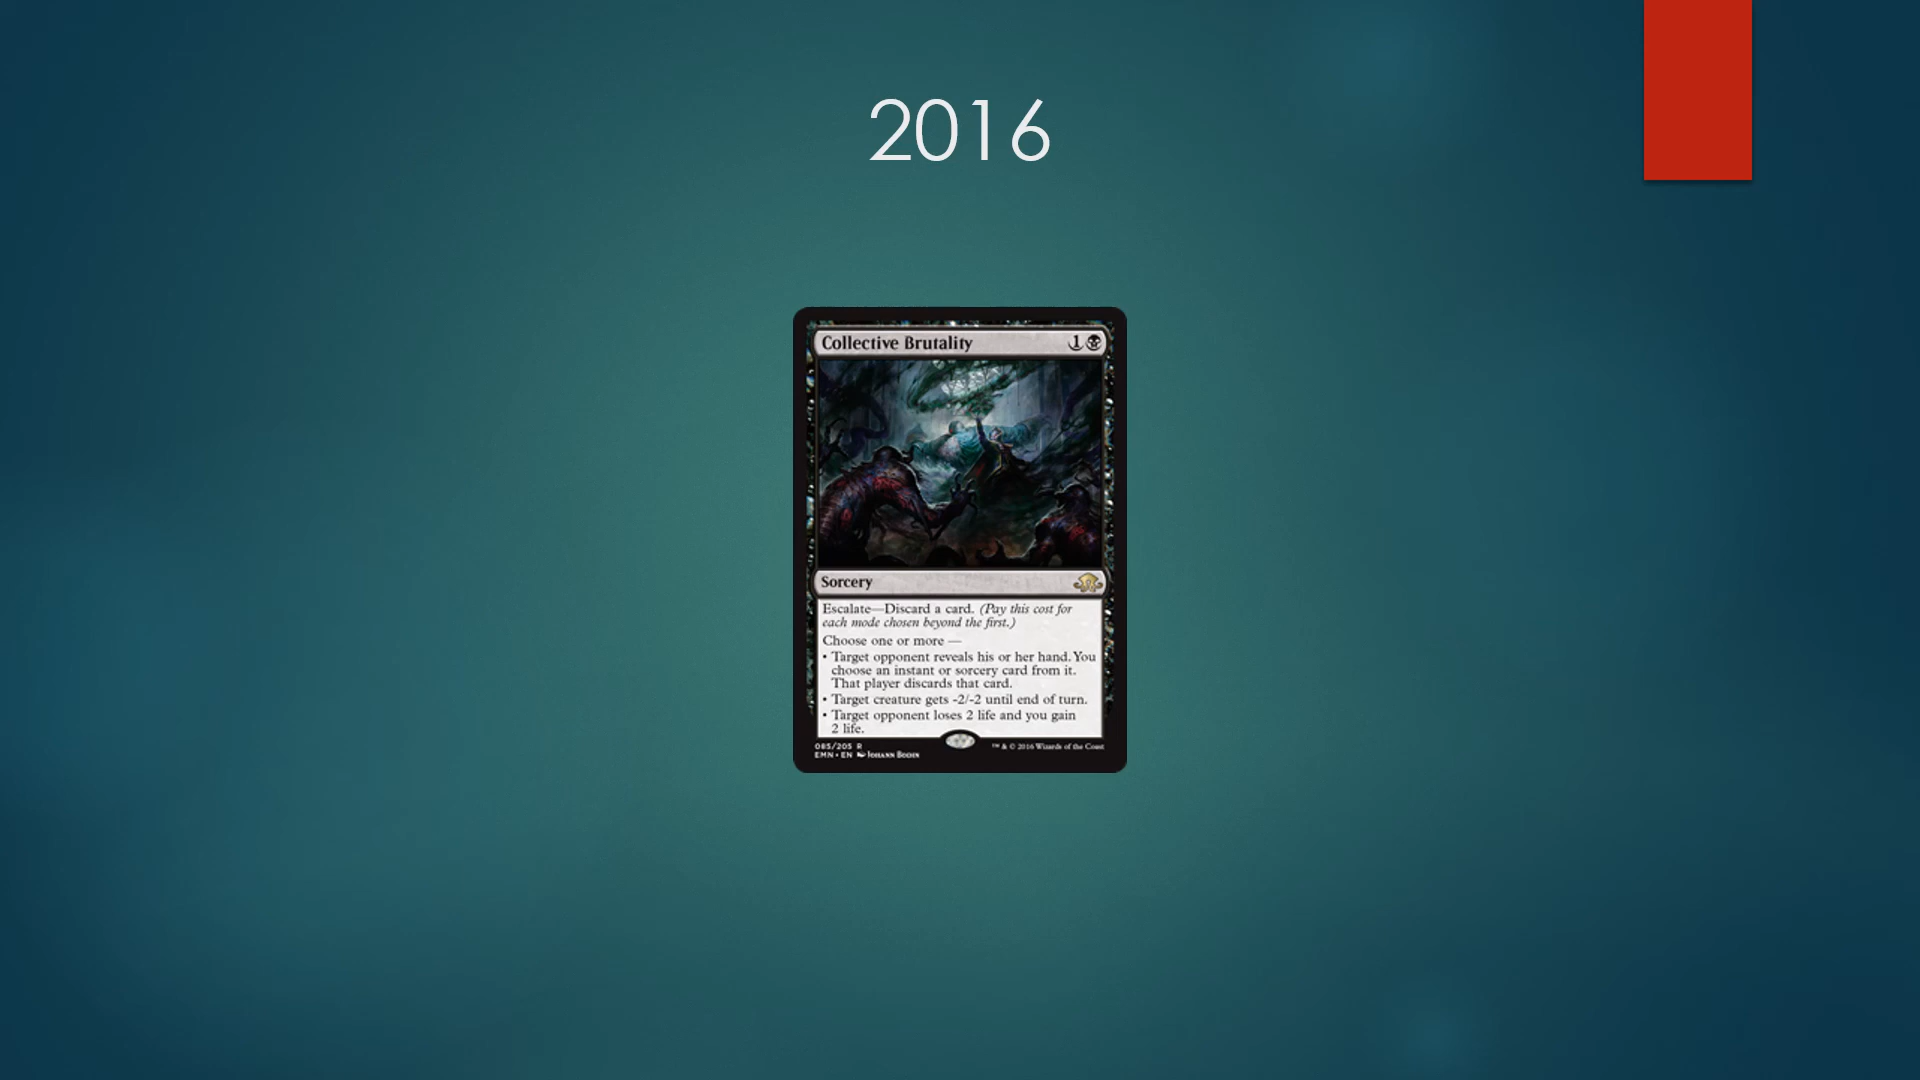 2016
Collective Brutality 1
Sorcery
Escalate—Discard a card. (Pay this cost for
each mode chosen beyond the first.)
Choose one or more —
• Target opponent reveals his or her hand. You
choose an instant or sorcery card from it.
That player discards that card.
• Target creature gets -2/-2 until end of turn.
• Target opponent loses 2 life and you gain
2 life.
085/205 R
EMN • EN Johann Bodin
™ & © 2016 Wizards of the Coast